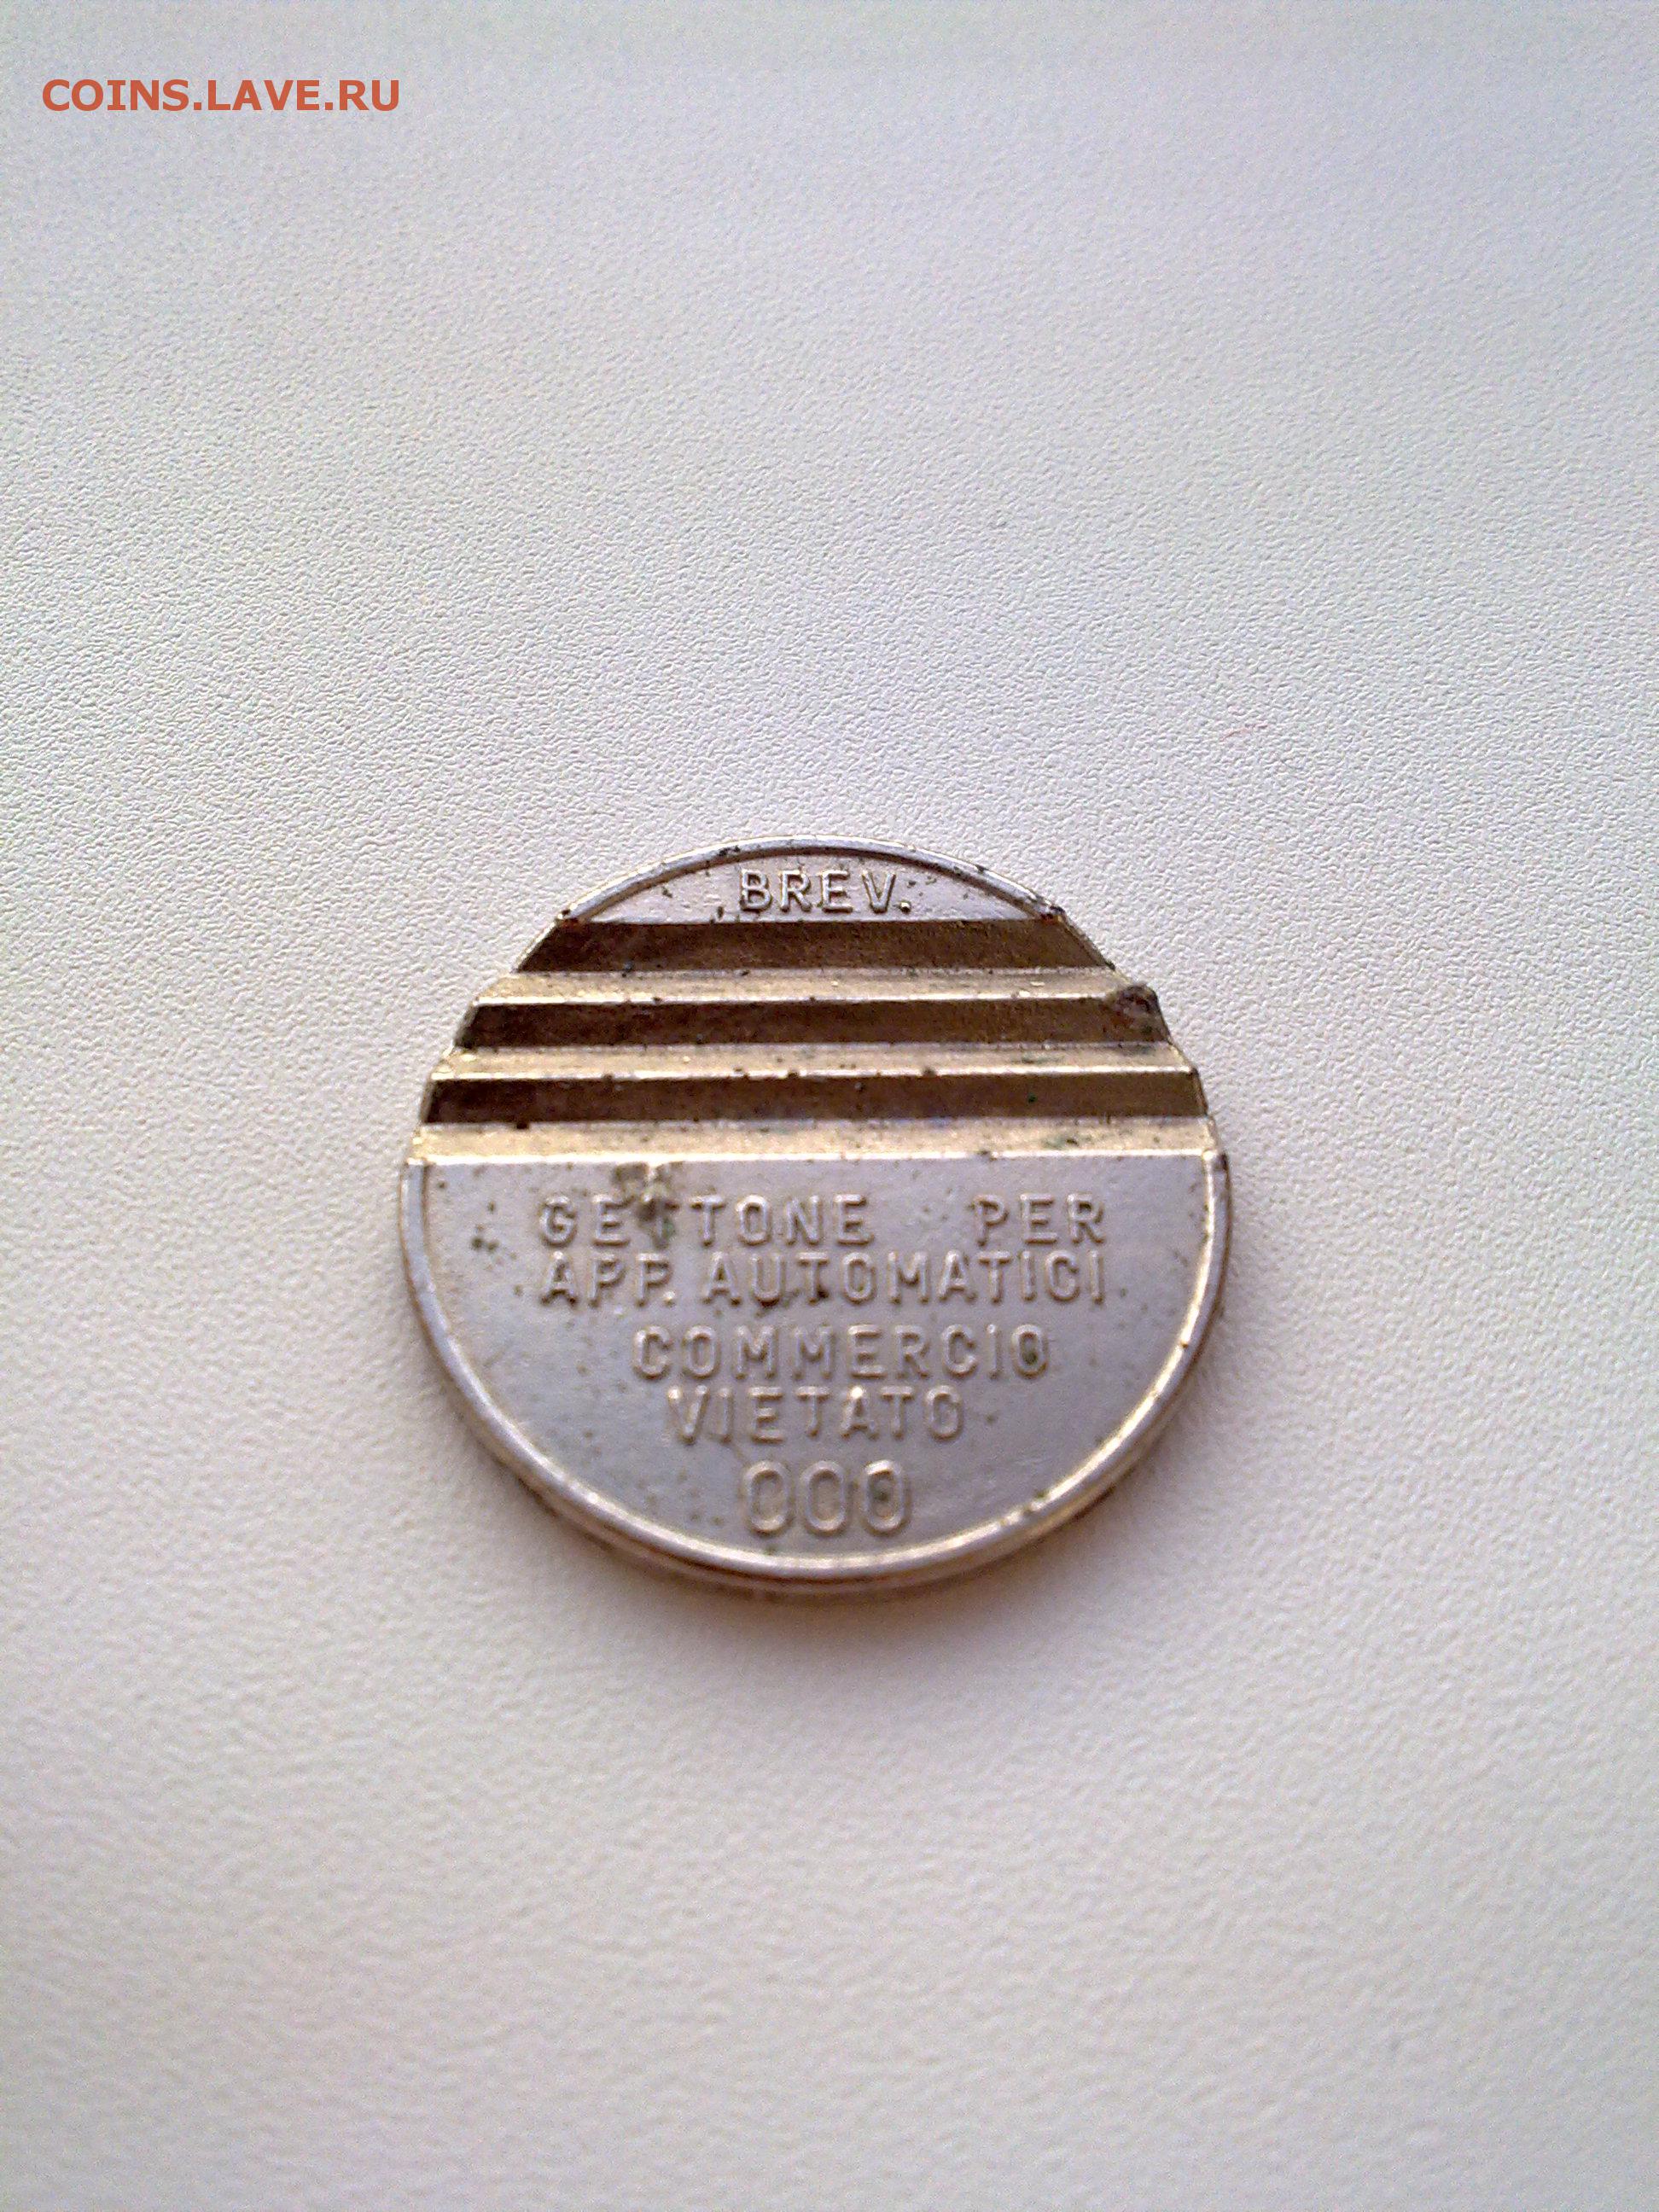 COINS.LAVE.RU
BREV.
GETTONE PER
APP. AUTOMATICI
COMMERCIO
VIETATO
000